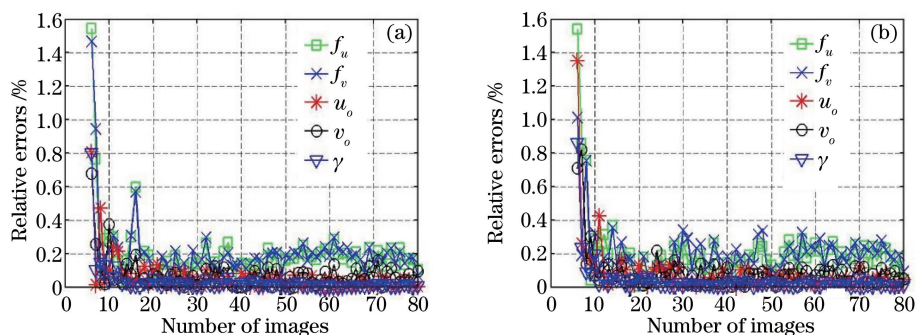 1.6
1.4
1.2
1.0
0.8
0.6
0.4
0.2
0
Relative errors /%
(a)
f_u
f_v
u_o
v_o
γ
0 10 20 30 40 50 60 70 80
Number of images
1.6
1.4
1.2
1.0
0.8
0.6
0.4
0.2
0
Relative errors /%
(b)
f_u
f_v
u_o
v_o
γ
0 10 20 30 40 50 60 70 80
Number of images